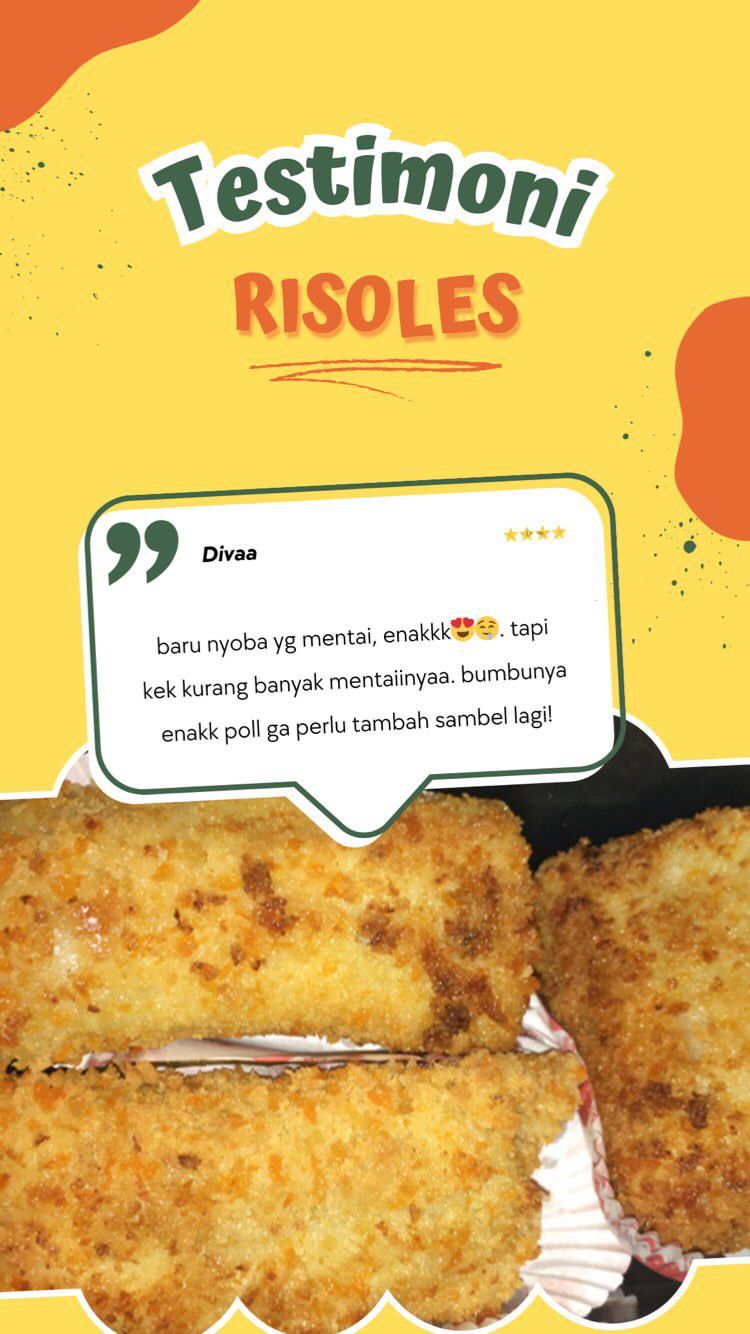 Testimoni
RISOLES
Divaa
baru nyoba yg mentai, enakkk😍🤤. tapi
kek kurang banyak mentaiinyaa. bumbunya
enakk poll ga perlu tambah sambel lagi!